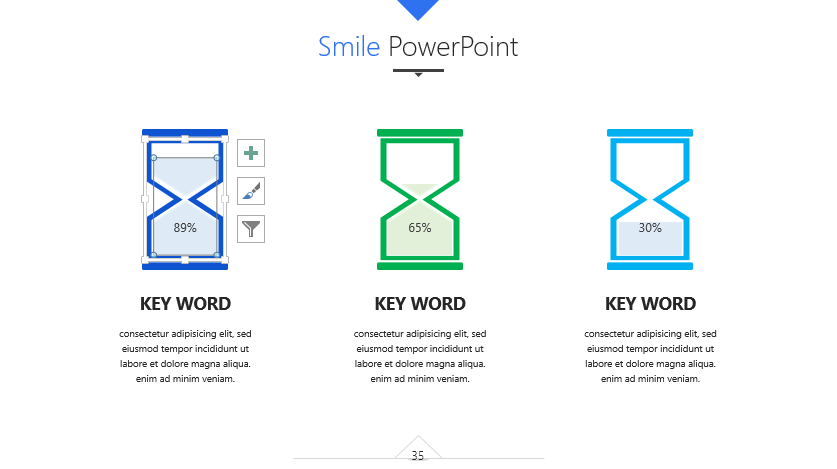 Smile PowerPoint
89%
65%
30%
KEY WORD
KEY WORD
KEY WORD
consectetur adipisicing elit, sed
eiusmod tempor incididunt ut
labore et dolore magna aliqua.
enim ad minim veniam.
consectetur adipisicing elit, sed
eiusmod tempor incididunt ut
labore et dolore magna aliqua.
enim ad minim veniam.
consectetur adipisicing elit, sed
eiusmod tempor incididunt ut
labore et dolore magna aliqua.
enim ad minim veniam.
35